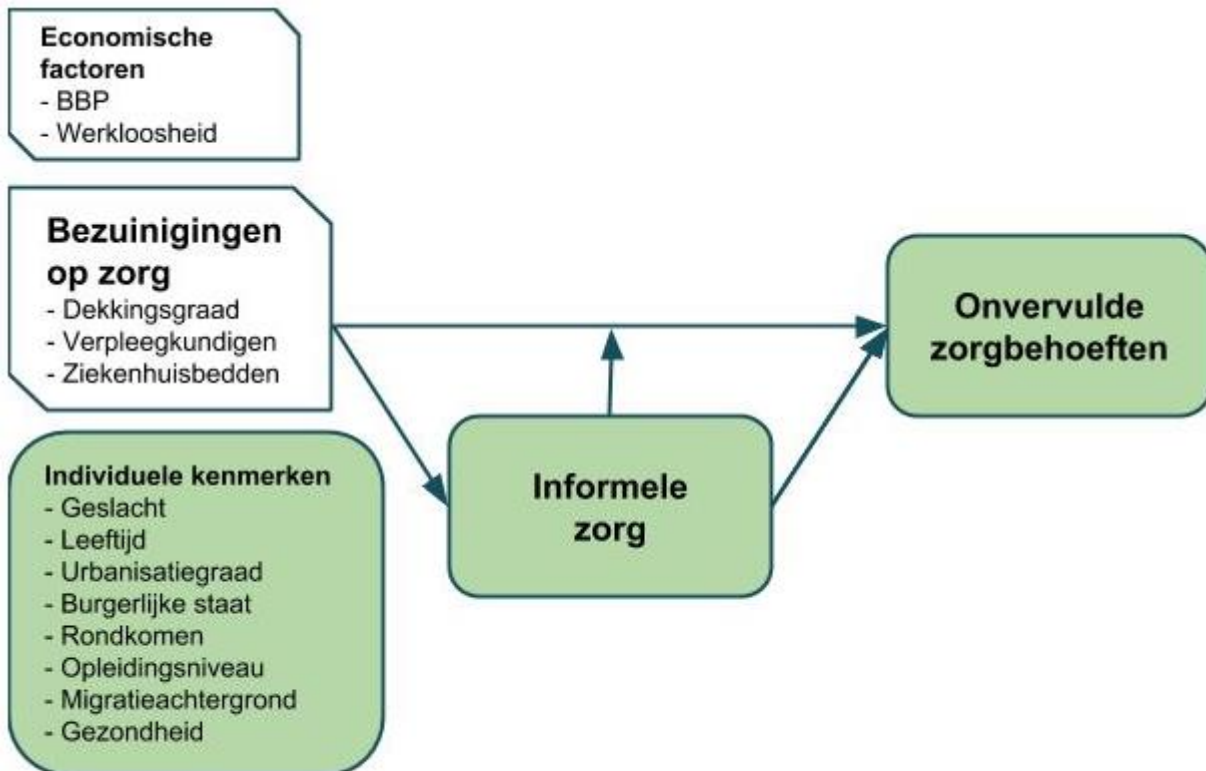 Economische
factoren
- BBP
- Werkloosheid
Bezuinigingen
op zorg
- Dekkingsgraad
- Verpleegkundigen
- Ziekenhuisbedden
Onvervulde
zorgbehoeften
Informele
zorg
Individuele kenmerken
- Geslacht
- Leeftijd
- Urbanisatiegraad
- Burgerlijke staat
- Rondkomen
- Opleidingsniveau
- Migratieachtergrond
- Gezondheid